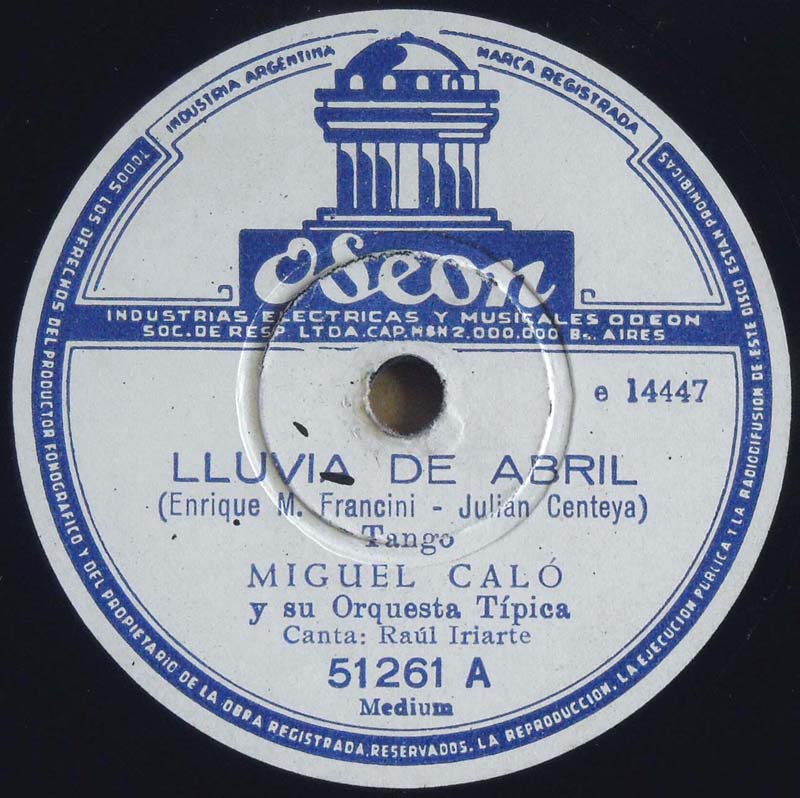 INDUSTRIA ARGENTINA
MARCA REGISTRADA
Odeon
INDUSTRIAS ELECTRICAS Y MUSICALES ODEON
SOC. DE RESP LTDA. CAP. M$N 2.000.000 Bs. AIRES
e 14447
LLUVIA DE ABRIL
(Enrique M. Francini - Julián Centeya)
Tango
MIGUEL CALÓ
y su Orquesta Típica
Canta: Raúl Iriarte
51261 A
Medium
TODOS LOS DERECHOS DEL PRODUCTOR FONOGRAFICO Y DEL PROPIETARIO DE LA OBRA REGISTRADA, RESERVADOS. LA REPRODUCCION, LA EJECUCION PUBLICA Y LA RADIODIFUSION DE ESTE DISCO ESTAN PROHIBICAS